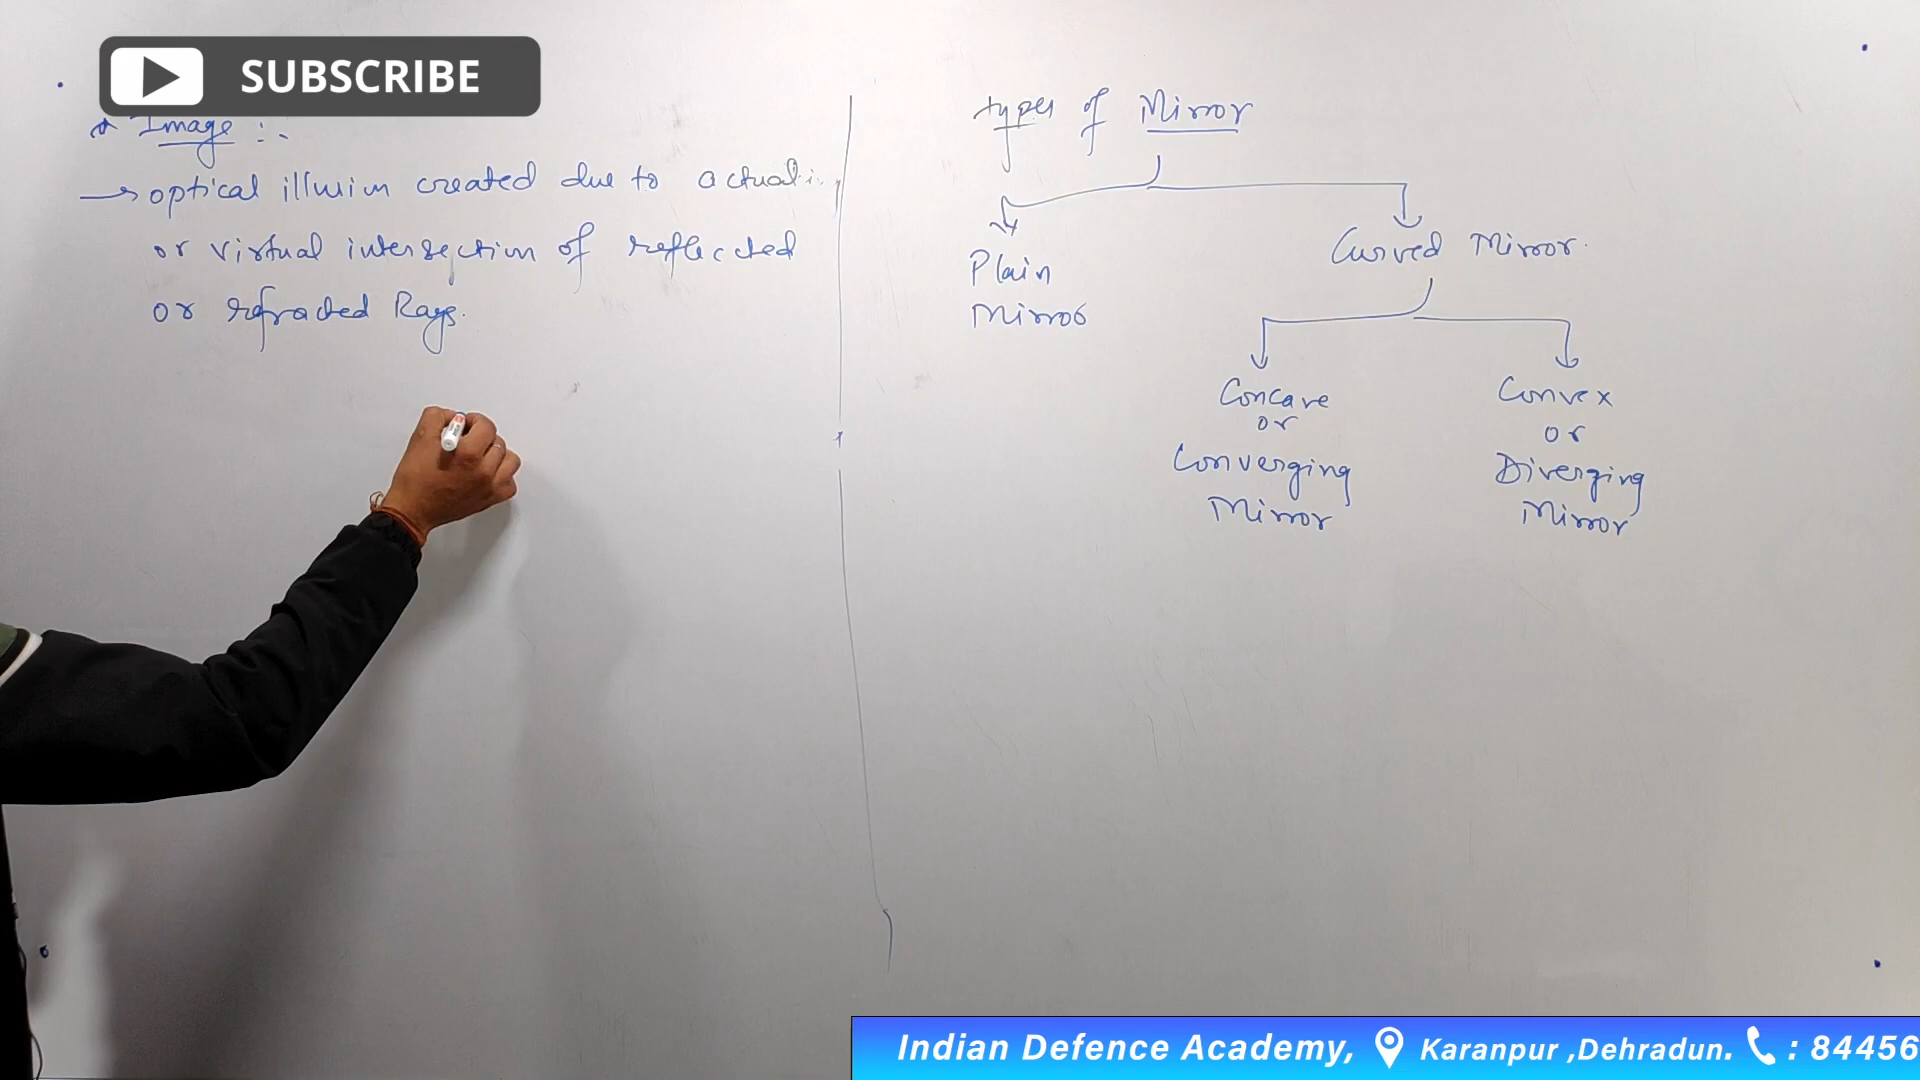 SUBSCRIBE
Image :-
→ optical illusion created due to actual
or virtual intersection of reflected
or refracted Rays.
types of Mirror
Plain
Mirror
Curved Mirror
Concave
or
Converging
Mirror
Convex
or
Diverging
Mirror
Indian Defence Academy, Karanpur ,Dehradun. : 84456